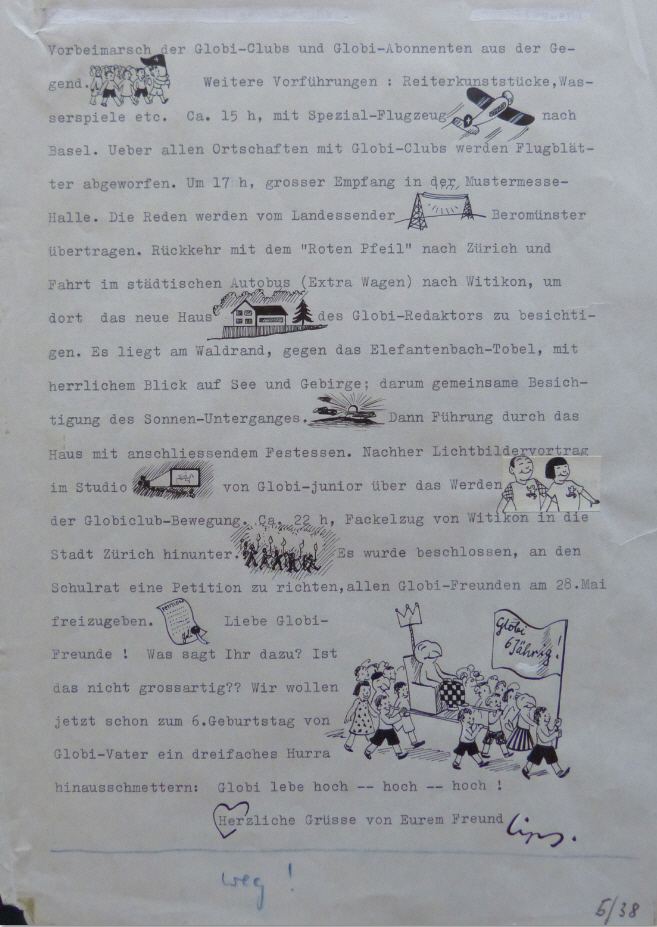 Vorbeimarsch der Globi-Clubs und Globi-Abonnenten aus der Ge-
gend. Weitere Vorführungen : Reiterkunststücke,Was-
serspiele etc. Ca. 15 h, mit Spezial-Flugzeug nach
Basel. Ueber allen Ortschaften mit Globi-Clubs werden Flugblät-
ter abgeworfen. Um 17 h, grosser Empfang in der Mustermesse-
Halle. Die Reden werden vom Landessender Beromünster
übertragen. Rückkehr mit dem "Roten Pfeil" nach Zürich und
Fahrt im städtischen Autobus (Extra Wagen) nach Witikon, um
dort das neue Haus des Globi-Redaktors zu besichti-
gen. Es liegt am Waldrand, gegen das Elefantenbach-Tobel, mit
herrlichem Blick auf See und Gebirge; darum gemeinsame Besich-
tigung des Sonnen-Unterganges. Dann Führung durch das
Haus mit anschliessendem Festessen. Nachher Lichtbildervortrag
im Studio von Globi-junior über das Werden
der Globiclub-Bewegung. Ca. 22 h, Fackelzug von Witikon in die
Stadt Zürich hinunter. Es wurde beschlossen, an den
Schulrat eine Petition zu richten,allen Globi-Freunden am 28.Mai
freizugeben. Liebe Globi-
Freunde ! Was sagt Ihr dazu? Ist
das nicht grossartig?? Wir wollen
jetzt schon zum 6.Geburtstag von
Globi-Vater ein dreifaches Hurra
hinausschmettern: Globi lebe hoch -- hoch -- hoch !
Globi
6 Jährig!
Herzliche Grüsse von Eurem Freund
weg !
5/38